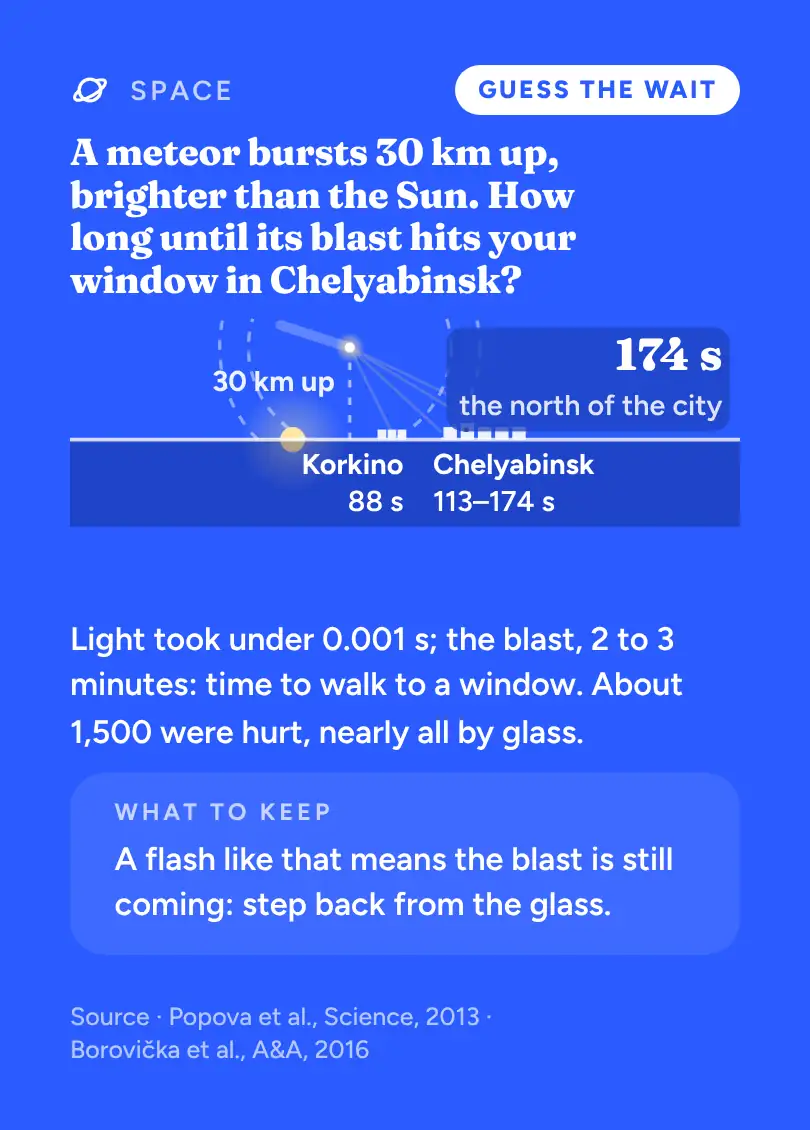 SPACE
GUESS THE WAIT
A meteor bursts 30 km up,
brighter than the Sun. How
long until its blast hits your
window in Chelyabinsk?
174 s
30 km up
the north of the city
Korkino
88 s
Chelyabinsk
113–174 s
Light took under 0.001 s; the blast, 2 to 3
minutes: time to walk to a window. About
1,500 were hurt, nearly all by glass.
WHAT TO KEEP
A flash like that means the blast is still
coming: step back from the glass.
Source · Popova et al., Science, 2013 ·
Borovička et al., A&A, 2016